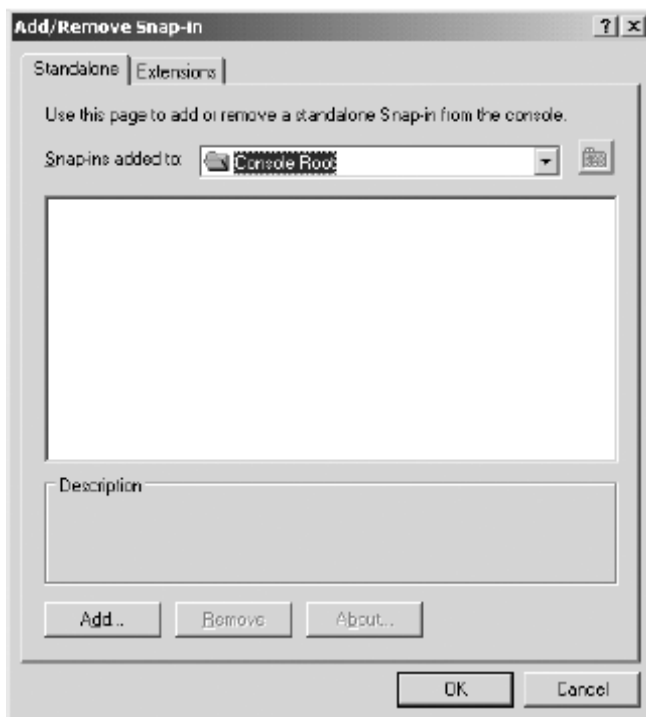 Add/Remove Snap-in
Standalone Extensions
Use this page to add or remove a standalone Snap-in from the console.
Snap-ins added to: Console Root
Description
Add... Remove About...
OK Cancel